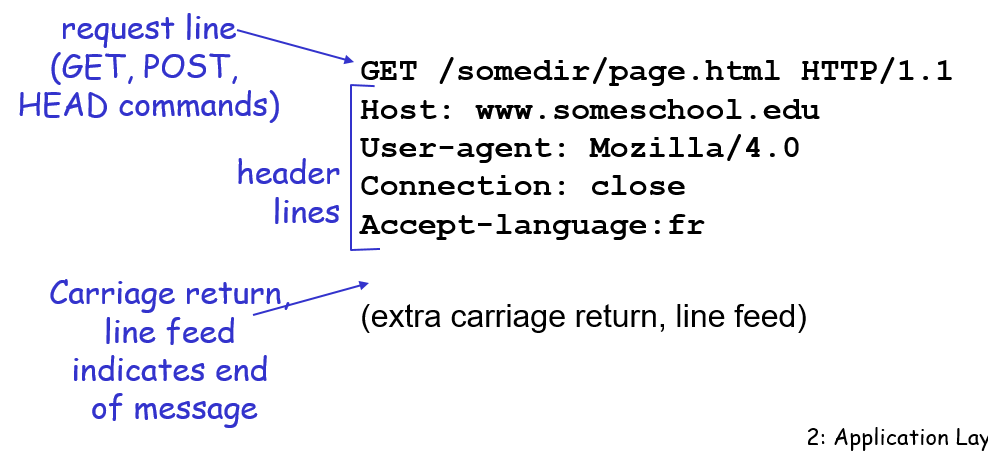 request line
(GET, POST,
HEAD commands)
GET /somedir/page.html HTTP/1.1
Host: www.someschool.edu
User-agent: Mozilla/4.0
Connection: close
Accept-language:fr
header
lines
Carriage return,
line feed
indicates end
of message
(extra carriage return, line feed)
2: Application Lay